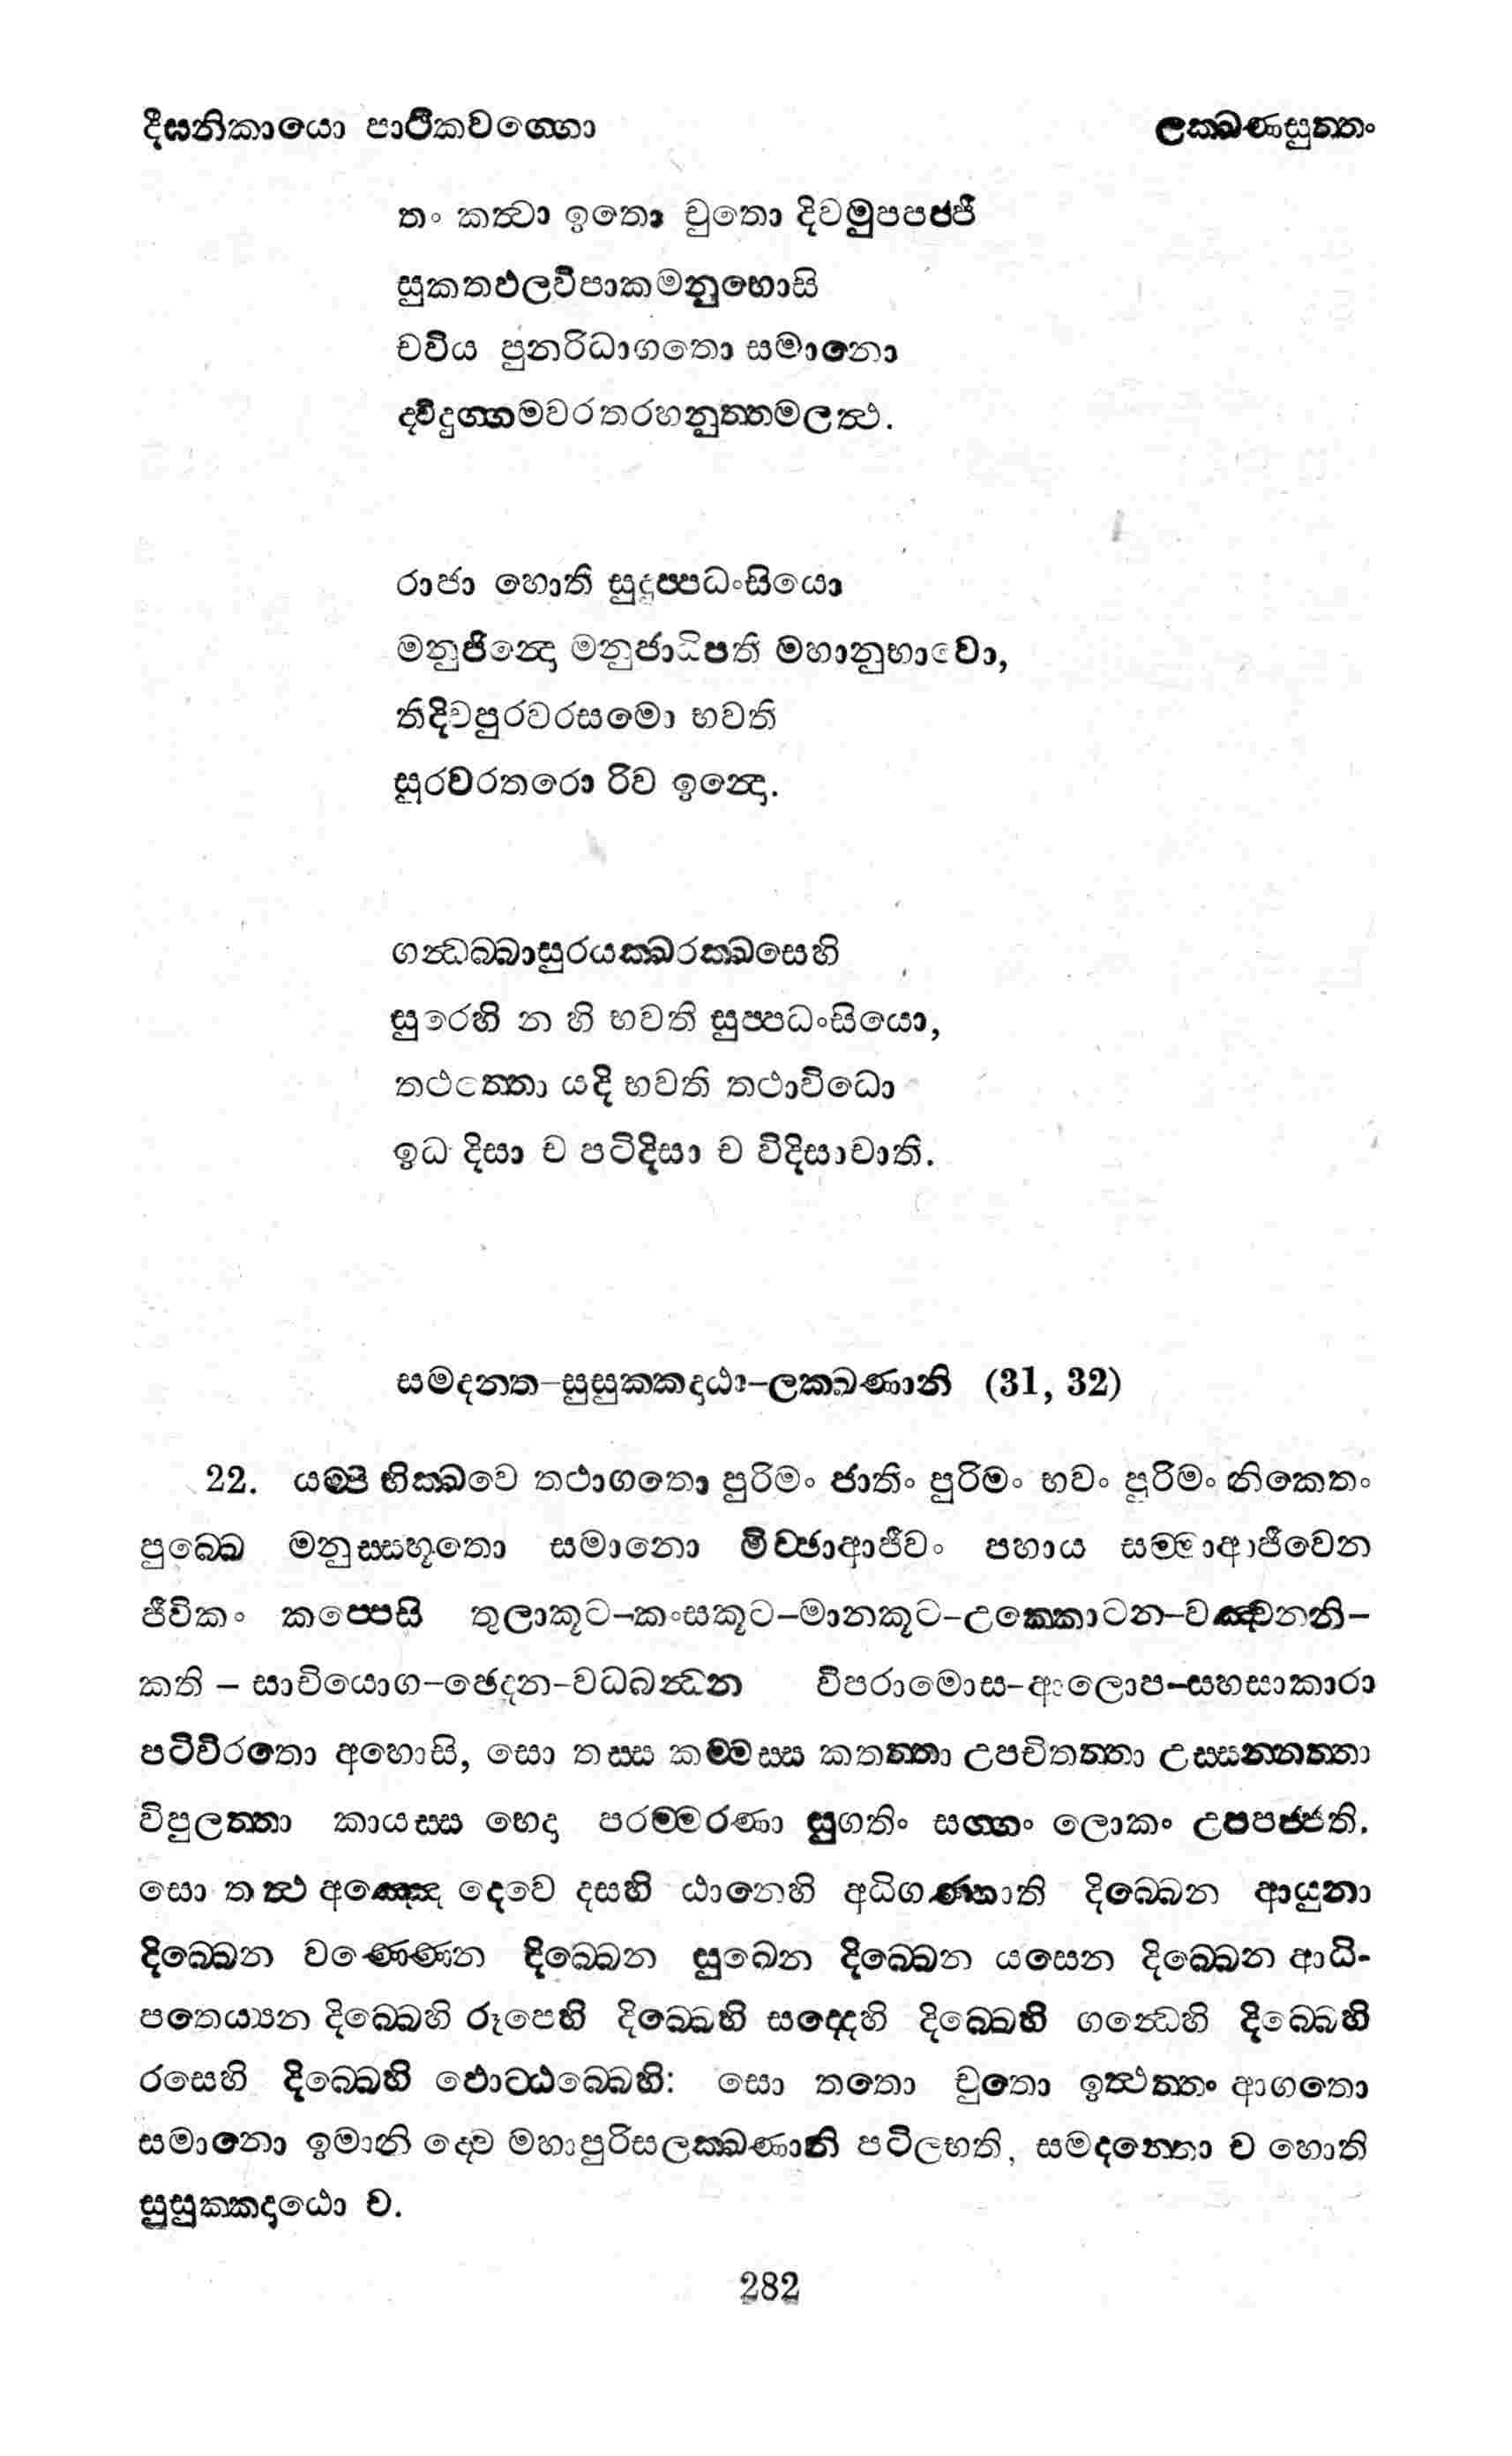 දීඝනිකායො පාථිකවග්ගො ලක්ඛණසුත්තං
තං කත්වා ඉතො චුතො දිවමුපපජ්ජි
සුකතඵලවිපාකමනුභොසි
චවිය පුනරිධාගතො සමානො
ද්විදුග්ගමවරතරහනුත්තමලත්ථ.
රාජා හොති සුදුප්පධංසියො
මනුජින්දො මනුජාධිපති මහානුභාවො,
තිදිවපුරවරසමො භවති
සුරවරතරො රිව ඉන්දො.
ගන්ධබ්බාසුරයක්ඛරක්ඛසෙහි
සුරෙහි න හි භවති සුප්පධංසියො,
තථත්තො යදි භවති තථාවිධො
ඉධ දිසා ච පටිදිසා ච විදිසාචාති.
සමදන්ත-සුසුක්කදාඨා-ලක්ඛණානි (31, 32)
22. යම්පි භික්ඛවෙ තථාගතො පුරිමං ජාතිං පුරිමං භවං පුරිමං නිකෙතං
පුබ්බෙ මනුස්සභූතො සමානො මිච්ඡාආජීවං පහාය සම්මාආජීවෙන
ජීවිකං කප්පෙසි තුලාකූට-කංසකූට-මානකූට-උක්කොටන-වඤ්චනනි-
කති - සාචියොග-ඡෙදන-වධබන්ධන විපරාමොස-ආලොප-සහසාකාරා
පටිවිරතො අහොසි, සො තස්ස කම්මස්ස කතත්තා උපචිතත්තා උස්සන්නත්තා
විපුලත්තා කායස්ස භෙදා පරම්මරණා සුගතිං සග්ගං ලොකං උපපජ්ජති.
සො තත්ථ අඤ්ඤෙ දෙවෙ දසහි ඨානෙහි අධිගණ්හාති දිබ්බෙන ආයුනා
දිබ්බෙන වණ්ණෙන දිබ්බෙන සුඛෙන දිබ්බෙන යසෙන දිබ්බෙන ආධි-
පතෙය්‍යෙන දිබ්බෙහි රූපෙහි දිබ්බෙහි සද්දෙහි දිබ්බෙහි ගන්ධෙහි දිබ්බෙහි
රසෙහි දිබ්බෙහි ඵොට්ඨබ්බෙහි: සො තතො චුතො ඉත්ථත්තං ආගතො
සමානො ඉමානි ද්වෙ මහාපුරිසලක්ඛණානි පටිලභති, සමදන්තො ච හොති
සුසුක්කදාඨො ච.
282